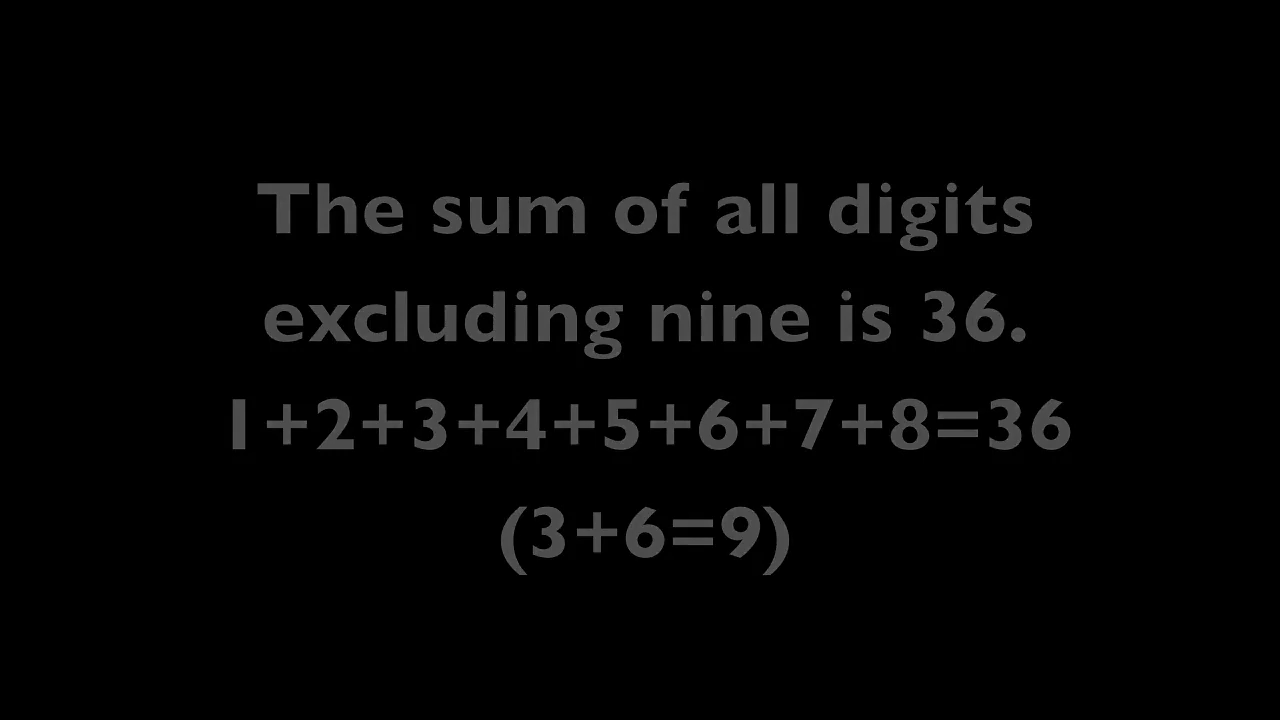 The sum of all digits
excluding nine is 36.
1+2+3+4+5+6+7+8=36
(3+6=9)